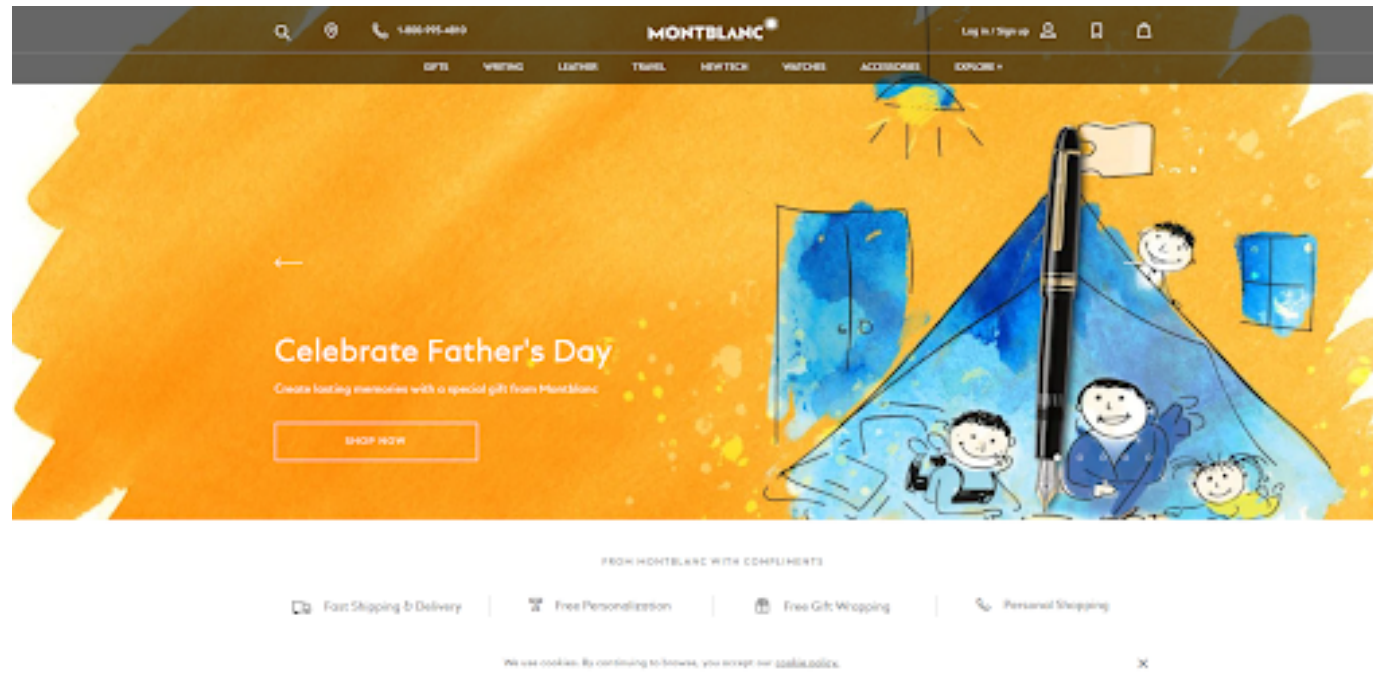 1-800-995-4810
MONTBLANC
Log in / Sign up
GIFTS WRITING LEATHER TRAVEL NEW TECH WATCHES ACCESSORIES EXPLORE +
Celebrate Father's Day
Create lasting memories with a special gift from Montblanc
SHOP NOW
FROM MONTBLANC WITH COMPLIMENTS
Fast Shipping & Delivery
Free Personalization
Free Gift Wrapping
Personal Shopping
We use cookies. By continuing to browse, you accept our cookie policy.